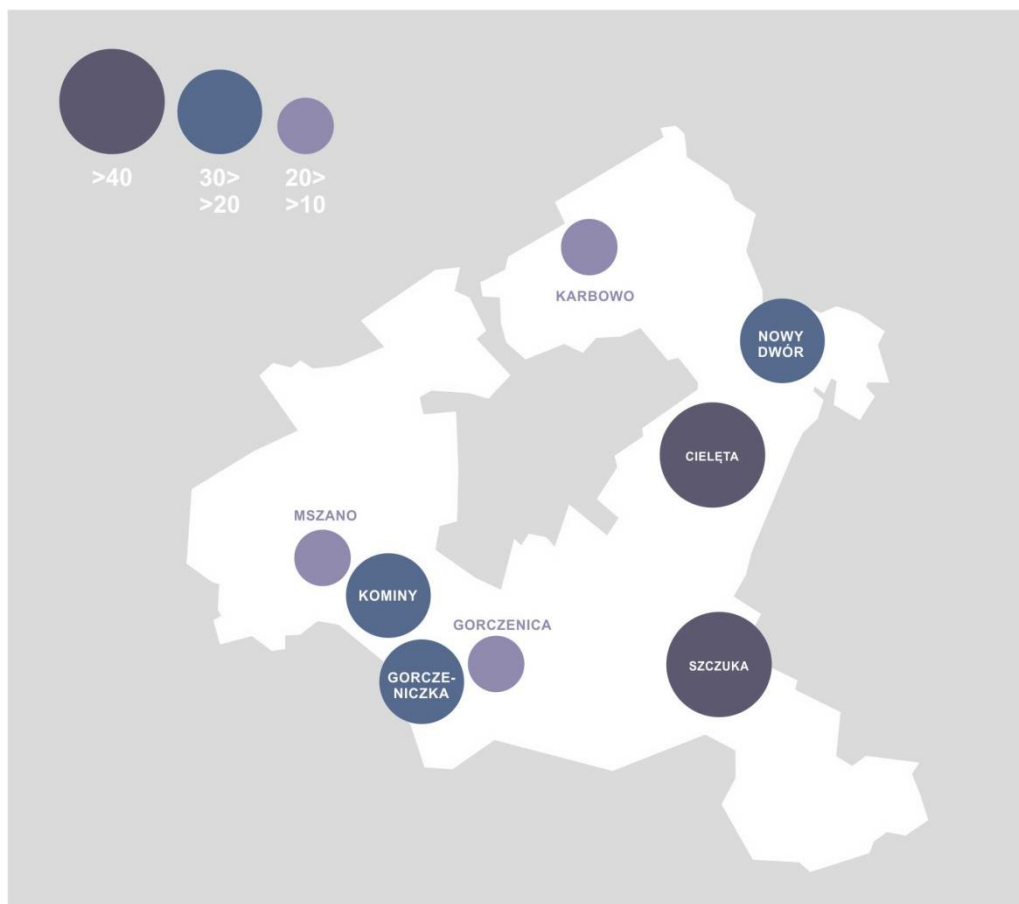 >40
30>
>20
20>
>10
KARBOWO
NOWY
DWÓR
CIELĘTA
MSZANO
KOMINY
GORCZENICA
GORCZE-
NICZKA
SZCZUKA